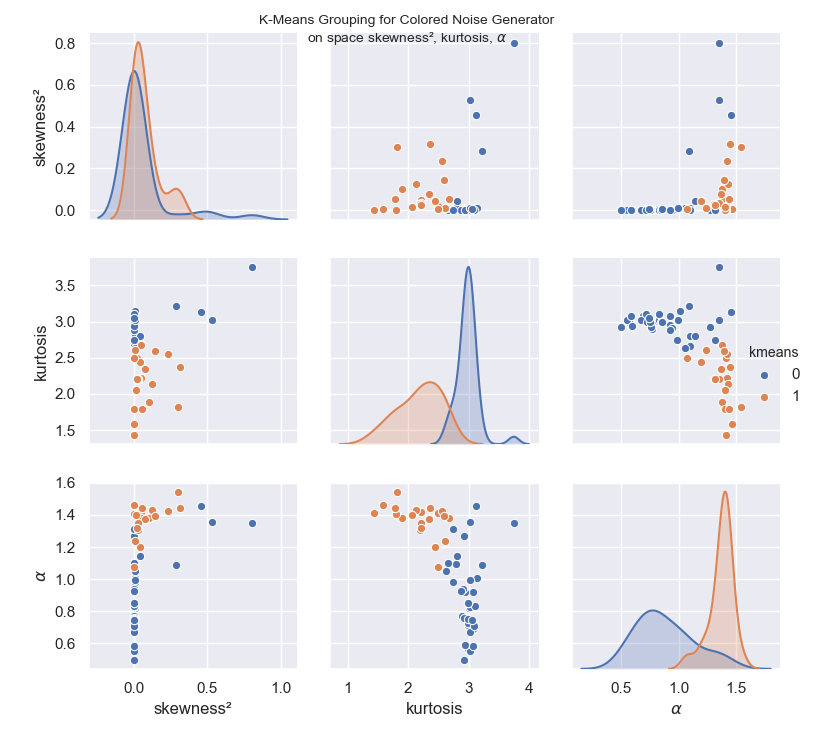 K-Means Grouping for Colored Noise Generator
on space skewness², kurtosis, α
skewness²
0.8
0.6
0.4
0.2
0.0
kurtosis
3.5
3.0
2.5
2.0
1.5
kmeans
0
1
α
1.6
1.4
1.2
1.0
0.8
0.6
0.0 0.5 1.0
1 2 3 4
0.5 1.0 1.5
skewness² kurtosis α